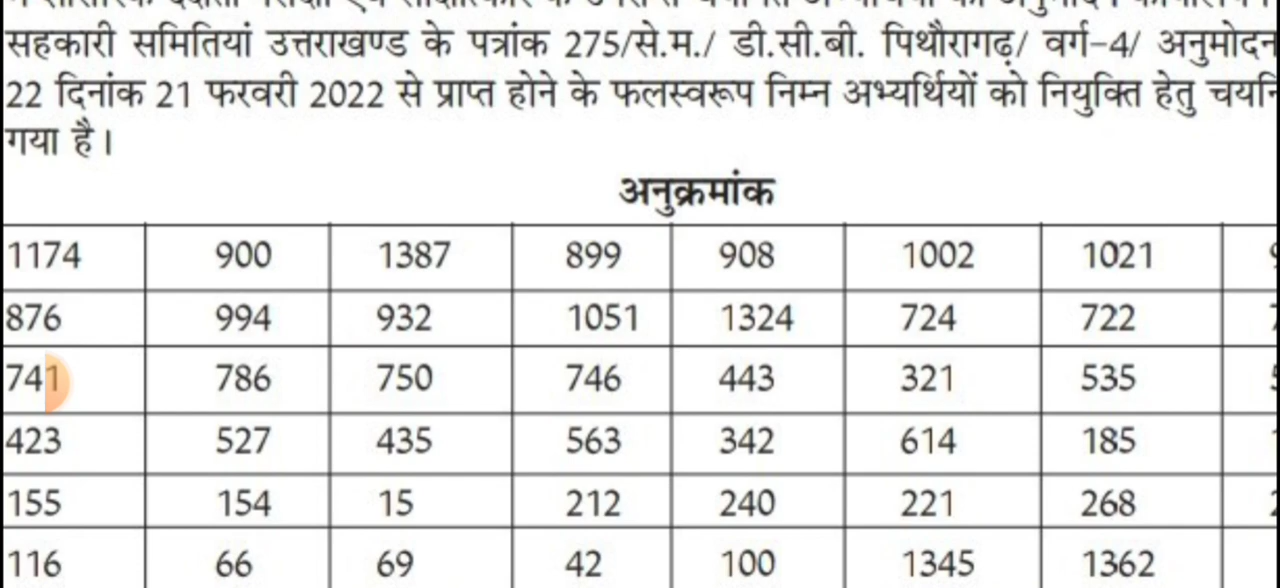 सहकारी समितियां उत्तराखण्ड के पत्रांक 275/से.म./ डी.सी.बी. पिथौरागढ़/ वर्ग-4/ अनुमोदन
22 दिनांक 21 फरवरी 2022 से प्राप्त होने के फलस्वरूप निम्न अभ्यर्थियों को नियुक्ति हेतु
गया है।
अनुक्रमांक
1174 900 1387 899 908 1002 1021
876 994 932 1051 1324 724 722
741 786 750 746 443 321 535
423 527 435 563 342 614 185
155 154 15 212 240 221 268
116 66 69 42 100 1345 1362